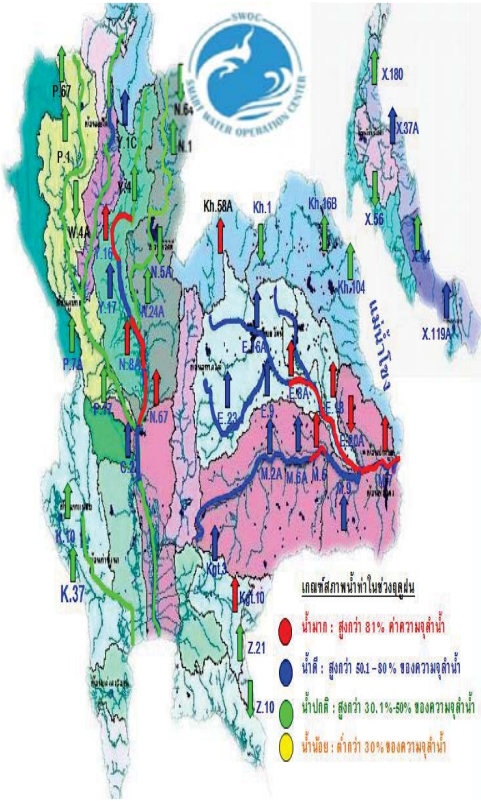 SWOC
SMART WATER OPERATION CENTER
P.67
N.64
P.1
Y.1C
N.1
X.180
X.37A
Y.4
W.4A
Kh.58A
Kh.1
Kh.16B
X.56
X.44
Y.16
N.5A
Kh.104
Y.17
N.24A
แม่น้ำโขง
X.119A
P.7A
N.8A
E.16A
E.8A
P.17
N.67
E.23
E.9
E.18
E.20A
C.2
M.2A
M.6A
M.6
M.9
M.7
K.10
Kgt.3
K.37
Kgt.10
Z.21
Z.10
เกณฑ์สภาพน้ำท่าในช่วงฤดูฝน
น้ำมาก : สูงกว่า 81% ค่าความจุลำน้ำ
น้ำดี : สูงกว่า 50.1-80% ของความจุลำน้ำ
น้ำปกติ : สูงกว่า 30.1%-50% ของความจุลำน้ำ
น้ำน้อย : ต่ำกว่า 30% ของความจุลำน้ำ